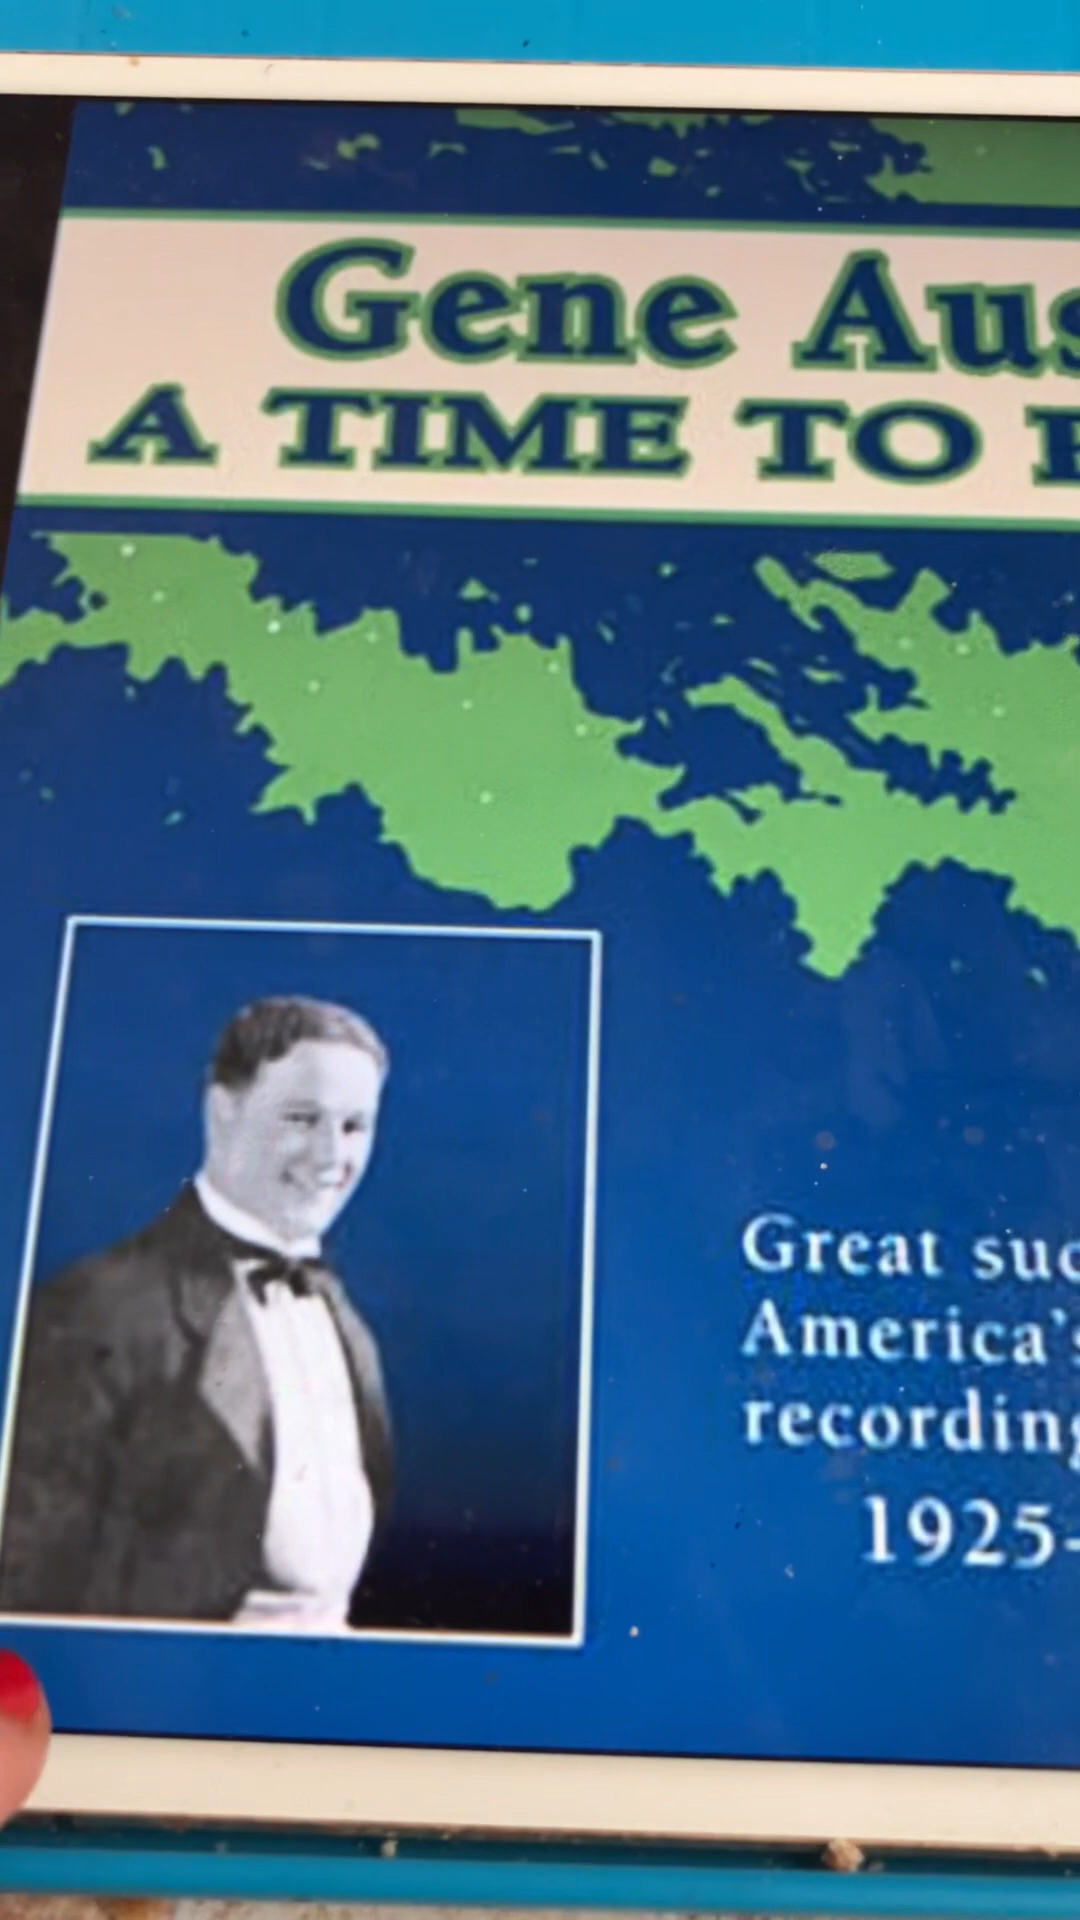 Gene Aus
A TIME TO
Great suc
America's
recording
1925-